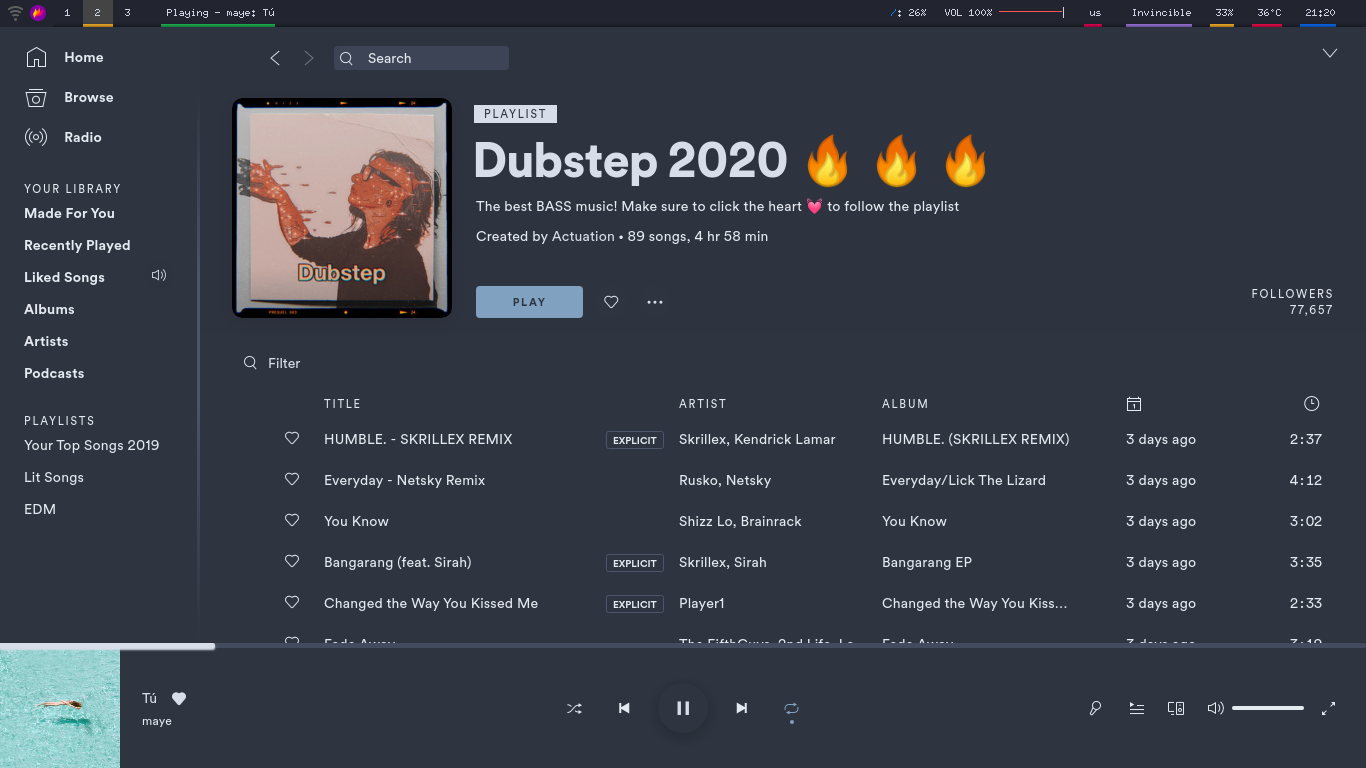 1 2 3 Playing - maye: Tú /: 26% VOL 100% us Invincible 33% 36°C 21:20
Home
Browse
Radio
YOUR LIBRARY
Made For You
Recently Played
Liked Songs
Albums
Artists
Podcasts
PLAYLISTS
Your Top Songs 2019
Lit Songs
EDM
Search
Dubstep
PLAYLIST
Dubstep 2020 🔥 🔥 🔥
The best BASS music! Make sure to click the heart 💓 to follow the playlist
Created by Actuation • 89 songs, 4 hr 58 min
PLAY
FOLLOWERS
77,657
Filter
TITLE ARTIST ALBUM
HUMBLE. - SKRILLEX REMIX EXPLICIT Skrillex, Kendrick Lamar HUMBLE. (SKRILLEX REMIX) 3 days ago 2:37
Everyday - Netsky Remix Rusko, Netsky Everyday/Lick The Lizard 3 days ago 4:12
You Know Shizz Lo, Brainrack You Know 3 days ago 3:02
Bangarang (feat. Sirah) EXPLICIT Skrillex, Sirah Bangarang EP 3 days ago 3:35
Changed the Way You Kissed Me EXPLICIT Player1 Changed the Way You Kiss... 3 days ago 2:33
Tú
maye